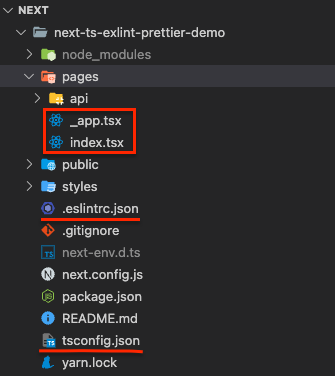 NEXT
next-ts-exlint-prettier-demo
node_modules
pages
api
_app.tsx
index.tsx
public
styles
.eslintrc.json
.gitignore
next-env.d.ts
next.config.js
package.json
README.md
tsconfig.json
yarn.lock